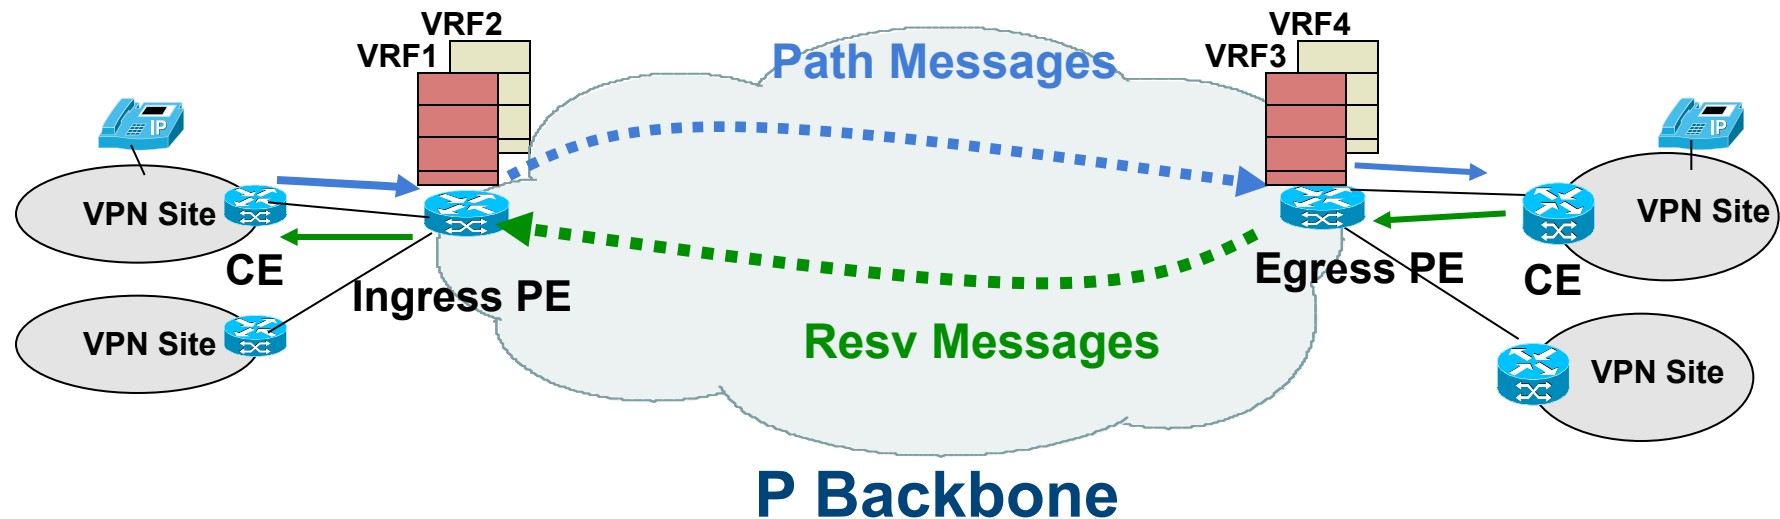 VRF2
VRF1
VRF4
VRF3
Path Messages
IP
IP
VPN Site
VPN Site
CE
Ingress PE
Egress PE
CE
Resv Messages
VPN Site
VPN Site
P Backbone